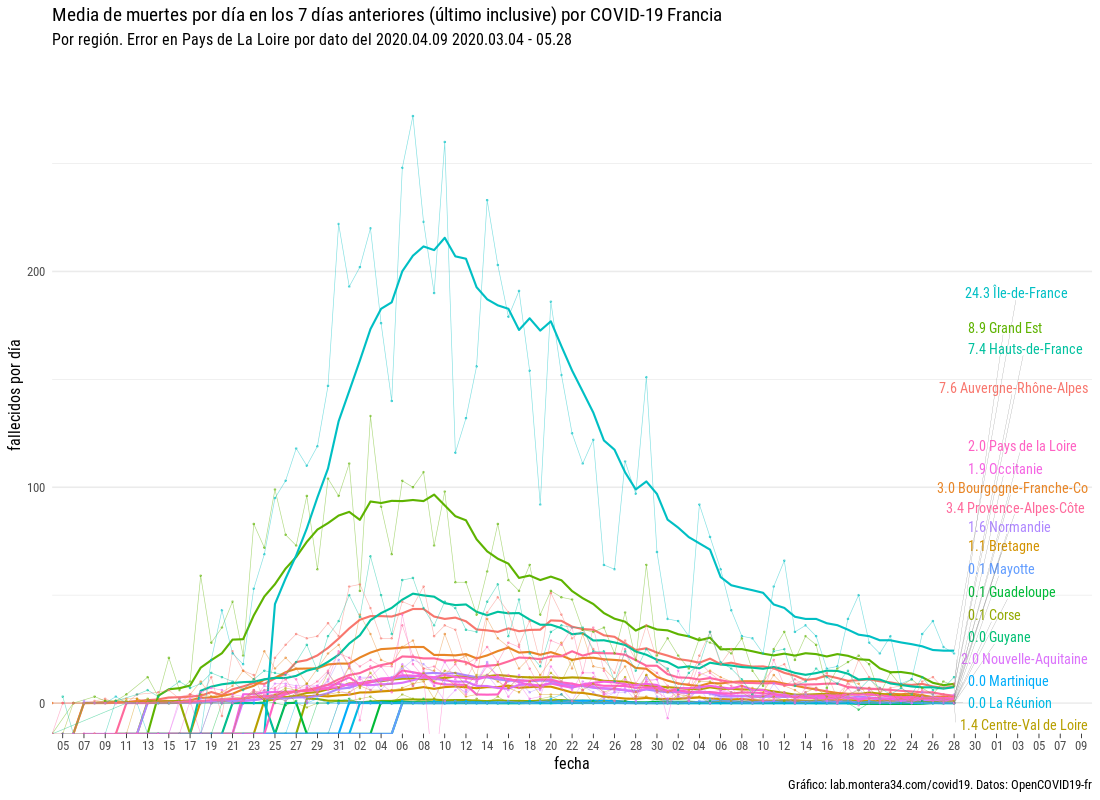 Media de muertes por día en los 7 días anteriores (último inclusive) por COVID-19 Francia
Por región. Error en Pays de La Loire por dato del 2020.04.09 2020.03.04 - 05.28
fallecidos por día
200
100
0
24.3 Île-de-France
8.9 Grand Est
7.4 Hauts-de-France
7.6 Auvergne-Rhône-Alpes
2.0 Pays de la Loire
1.9 Occitanie
3.0 Bourgogne-Franche-Co
3.4 Provence-Alpes-Côte
1.6 Normandie
1.1 Bretagne
0.1 Mayotte
0.1 Guadeloupe
0.1 Corse
0.0 Guyane
2.0 Nouvelle-Aquitaine
0.0 Martinique
0.0 La Réunion
1.4 Centre-Val de Loire
05 07 09 11 13 15 17 19 21 23 25 27 29 31 02 04 06 08 10 12 14 16 18 20 22 24 26 28 30 02 04 06 08 10 12 14 16 18 20 22 24 26 28 30 01 03 05 07 09
fecha
Gráfico: lab.montera34.com/covid19. Datos: OpenCOVID19-fr